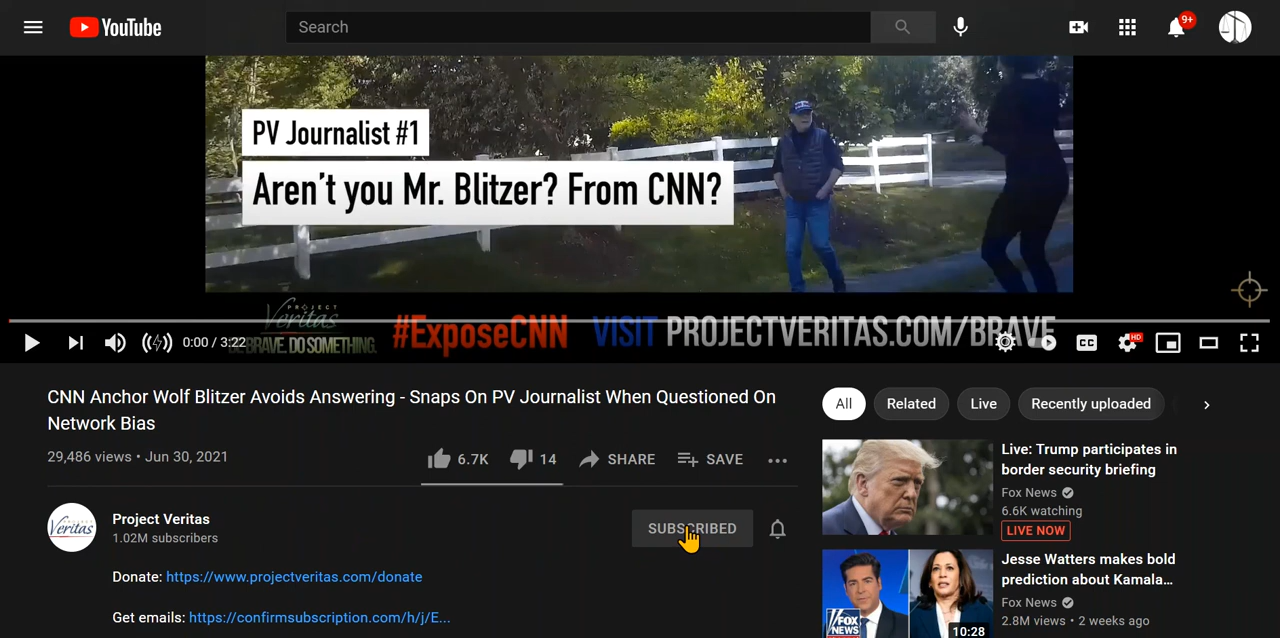 YouTube
Search
9+
PV Journalist #1
Aren't you Mr. Blitzer? From CNN?
PROJECT
Veritas
BE BRAVE. DO SOMETHING.
#ExposeCNN VISIT PROJECTVERITAS.COM/BRAVE
0:00 / 3:22
CC
HD
CNN Anchor Wolf Blitzer Avoids Answering - Snaps On PV Journalist When Questioned On
Network Bias
29,486 views • Jun 30, 2021
6.7K
14
SHARE
SAVE
Veritas
Project Veritas
1.02M subscribers
SUBSCRIBED
Donate: https://www.projectveritas.com/donate
Get emails: https://confirmsubscription.com/h/j/E...
All
Related
Live
Recently uploaded
Live: Trump participates in
border security briefing
Fox News
6.6K watching
LIVE NOW
Jesse Watters makes bold
prediction about Kamala...
Fox News
2.8M views • 2 weeks ago
FOX
NEWS
10:28